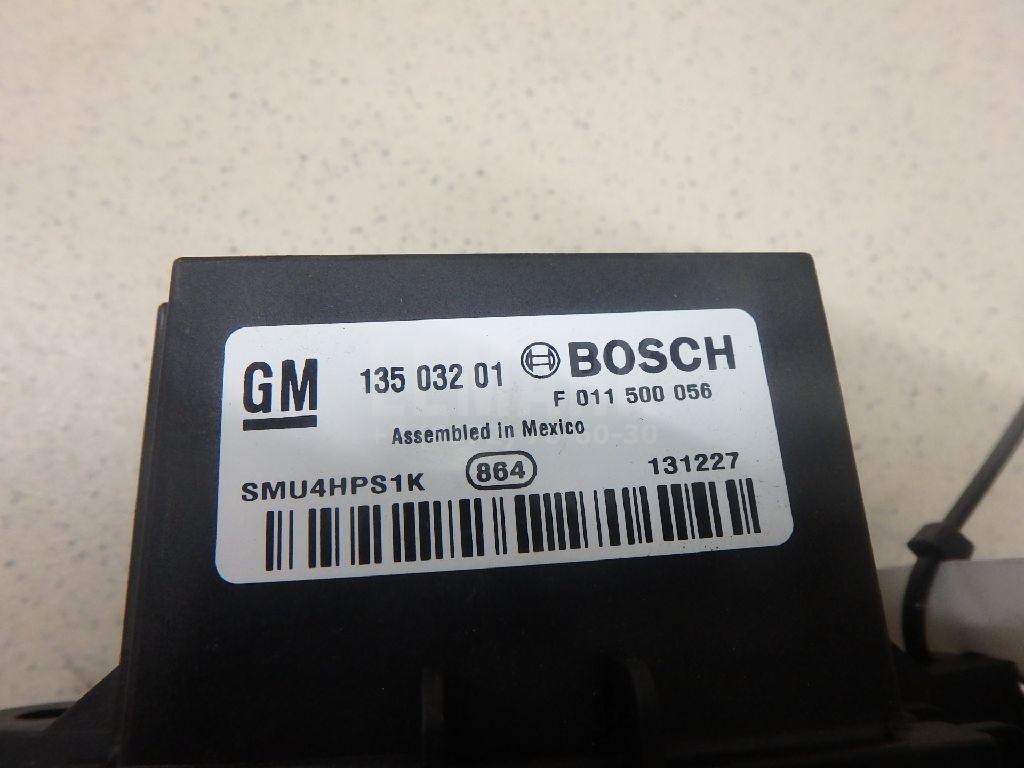 GM 135 032 01 BOSCH
F 011 500 056
Assembled in Mexico
SMU4HPS1K 864 131227